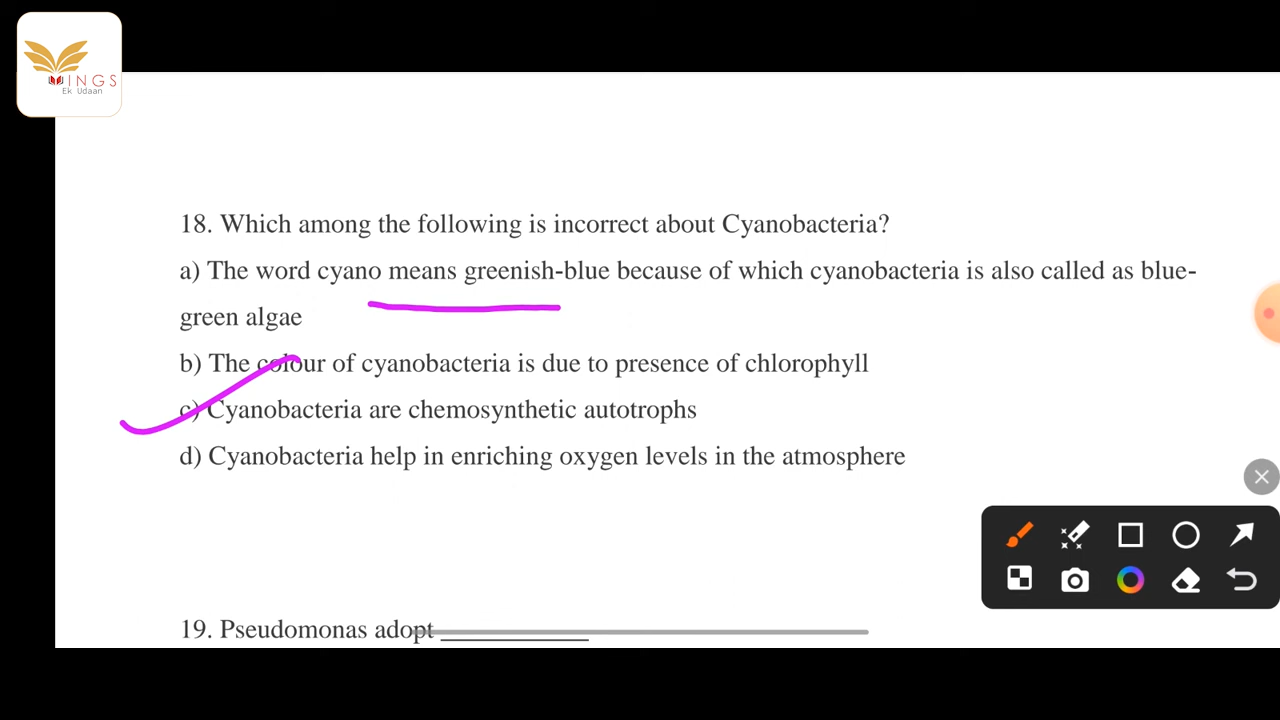 WINGS
Ek Udaan
18. Which among the following is incorrect about Cyanobacteria?
a) The word cyano means greenish-blue because of which cyanobacteria is also called as blue-
green algae
b) The colour of cyanobacteria is due to presence of chlorophyll
c) Cyanobacteria are chemosynthetic autotrophs
d) Cyanobacteria help in enriching oxygen levels in the atmosphere
19. Pseudomonas adopt ___________